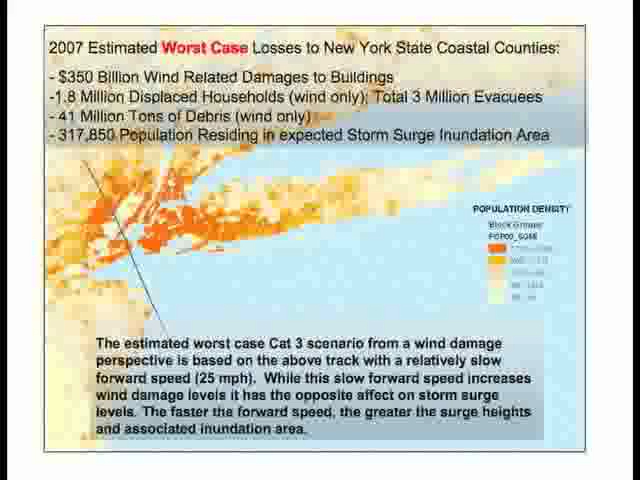 2007 Estimated Worst Case Losses to New York State Coastal Counties:
- $350 Billion Wind Related Damages to Buildings
-1.8 Million Displaced Households (wind only); Total 3 Million Evacuees
- 41 Million Tons of Debris (wind only)
- 317,850 Population Residing in expected Storm Surge Inundation Area
POPULATION DENSITY
Block Groups
The estimated worst case Cat 3 scenario from a wind damage
perspective is based on the above track with a relatively slow
forward speed (25 mph). While this slow forward speed increases
wind damage levels it has the opposite affect on storm surge
levels. The faster the forward speed, the greater the surge heights
and associated inundation area.